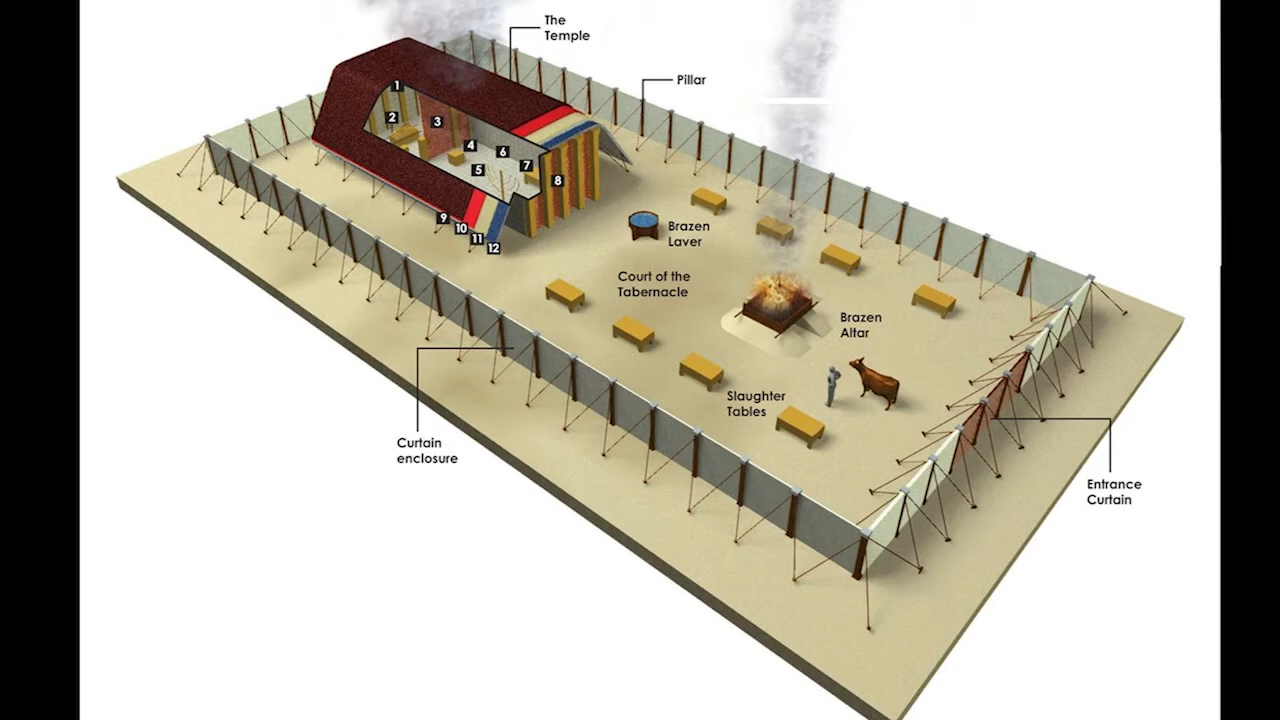 The
Temple
Pillar
1
2
3
4
5
6
7
8
9
10
11
12
Brazen
Laver
Court of the
Tabernacle
Brazen
Altar
Slaughter
Tables
Curtain
enclosure
Entrance
Curtain